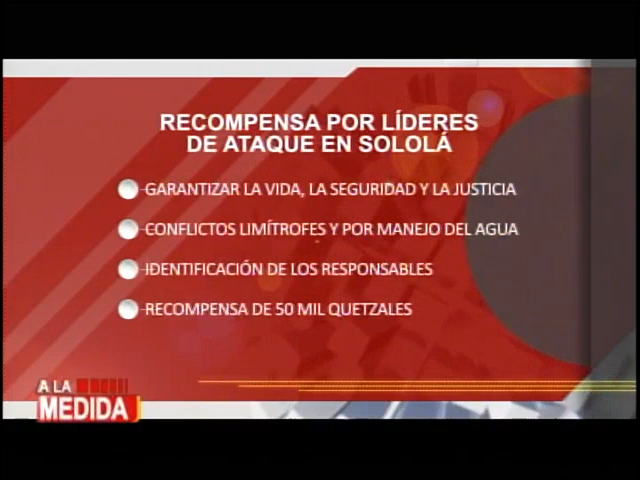 RECOMPENSA POR LÍDERES
DE ATAQUE EN SOLOLÁ
GARANTIZAR LA VIDA, LA SEGURIDAD Y LA JUSTICIA
CONFLICTOS LIMÍTROFES Y POR MANEJO DEL AGUA
IDENTIFICACIÓN DE LOS RESPONSABLES
RECOMPENSA DE 50 MIL QUETZALES
A LA
MEDIDA